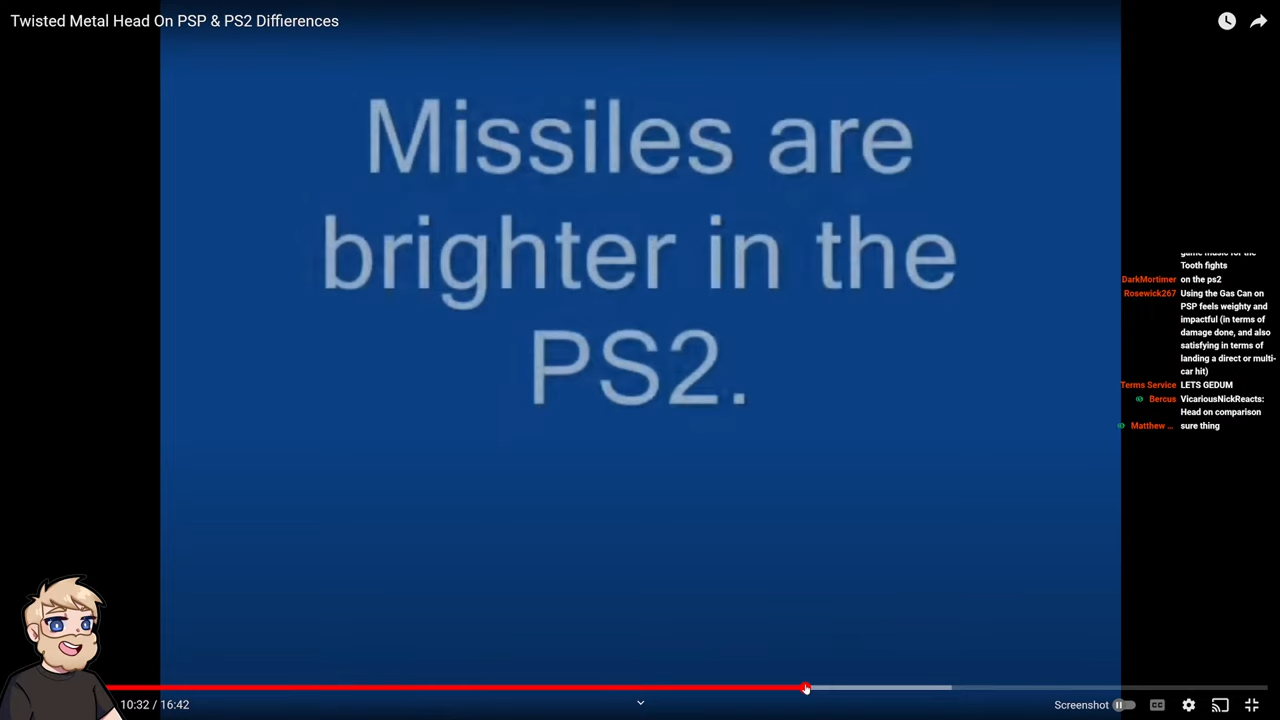 Twisted Metal Head On PSP & PS2 Diffierences
Missiles are
brighter in the
PS2.
game music for the
Tooth fights
DarkMortimer on the ps2
Rosewick267 Using the Gas Can on
PSP feels weighty and
impactful (in terms of
damage done, and also
satisfying in terms of
landing a direct or multi-
car hit)
Terms Service LETS GEDUM
Bercus VicariousNickReacts:
Head on comparison
Matthew ... sure thing
10:32 / 16:42
Screenshot
CC